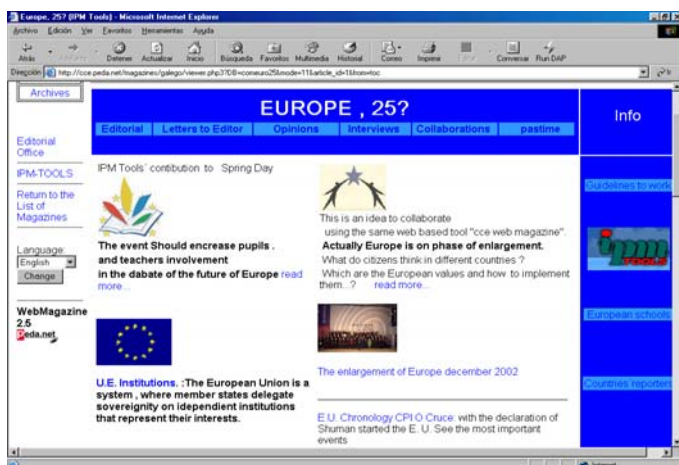 Europe, 25? (IPM Tools) - Microsoft Internet Explorer
Archivo Edición Ver Favoritos Herramientas Ayuda
Atrás Detener Actualizar Inicio Búsqueda Favoritos Multimedia Historial Correo Imprimir Conversar Run DAP
Dirección http://cce.peda.net/magazines/galego/viewer.php3?DB=comeuro25&mode=11&article_id=1&from=toc
Archives
Editorial
Office
IPM-TOOLS
Return to the
List of
Magazines
Language:
English
Change
WebMagazine
2.5
Peda.net
EUROPE , 25?
Editorial Letters to Editor Opinions Interviews Collaborations pastime
IPM Tools´ contibution to Spring Day
The event Should encrease pupils .
and teachers involvement
in the dabate of the future of Europe read
more...
U.E. Institutions. :The European Union is a
system , where member states delegate
sovereignity on idependient institutions
that represent their interests.
This is an idea to collaborate
using the same web based tool "cce web magazine".
Actually Europe is on phase of enlargement.
What do citizens think in different countries ?
Which are the European values and how to implement
them...? read more...
The enlargement of Europe december 2002
E.U. Chronology CPI O Cruce: with the declaration of
Shuman started the E. U. See the most important
events
Info
Guidelines to work
ipm
TOOLS
European schools
Countries reporters
Internet